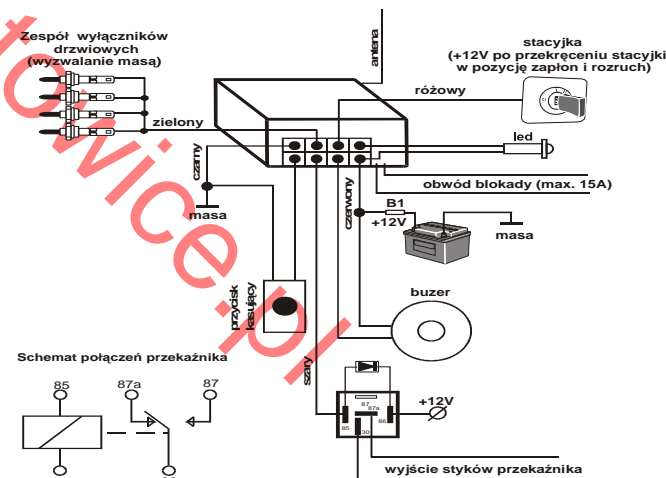 Zespół wyłączników
drzwiowych
(wyzwalanie masą)
antena
stacyjka
(+12V po przekręceniu stacyjki
w pozycję zapłon i rozruch)
różowy
zielony
led
czarny
obwód blokady (max. 15A)
masa
czerwony
B1
+12V
masa
przycisk
kasujący
buzer
szary
Schemat połączeń przekaźnika
85
87a
87
+12V
87
87a
85
86
30
wyjście styków przekaźnika
towice.pl